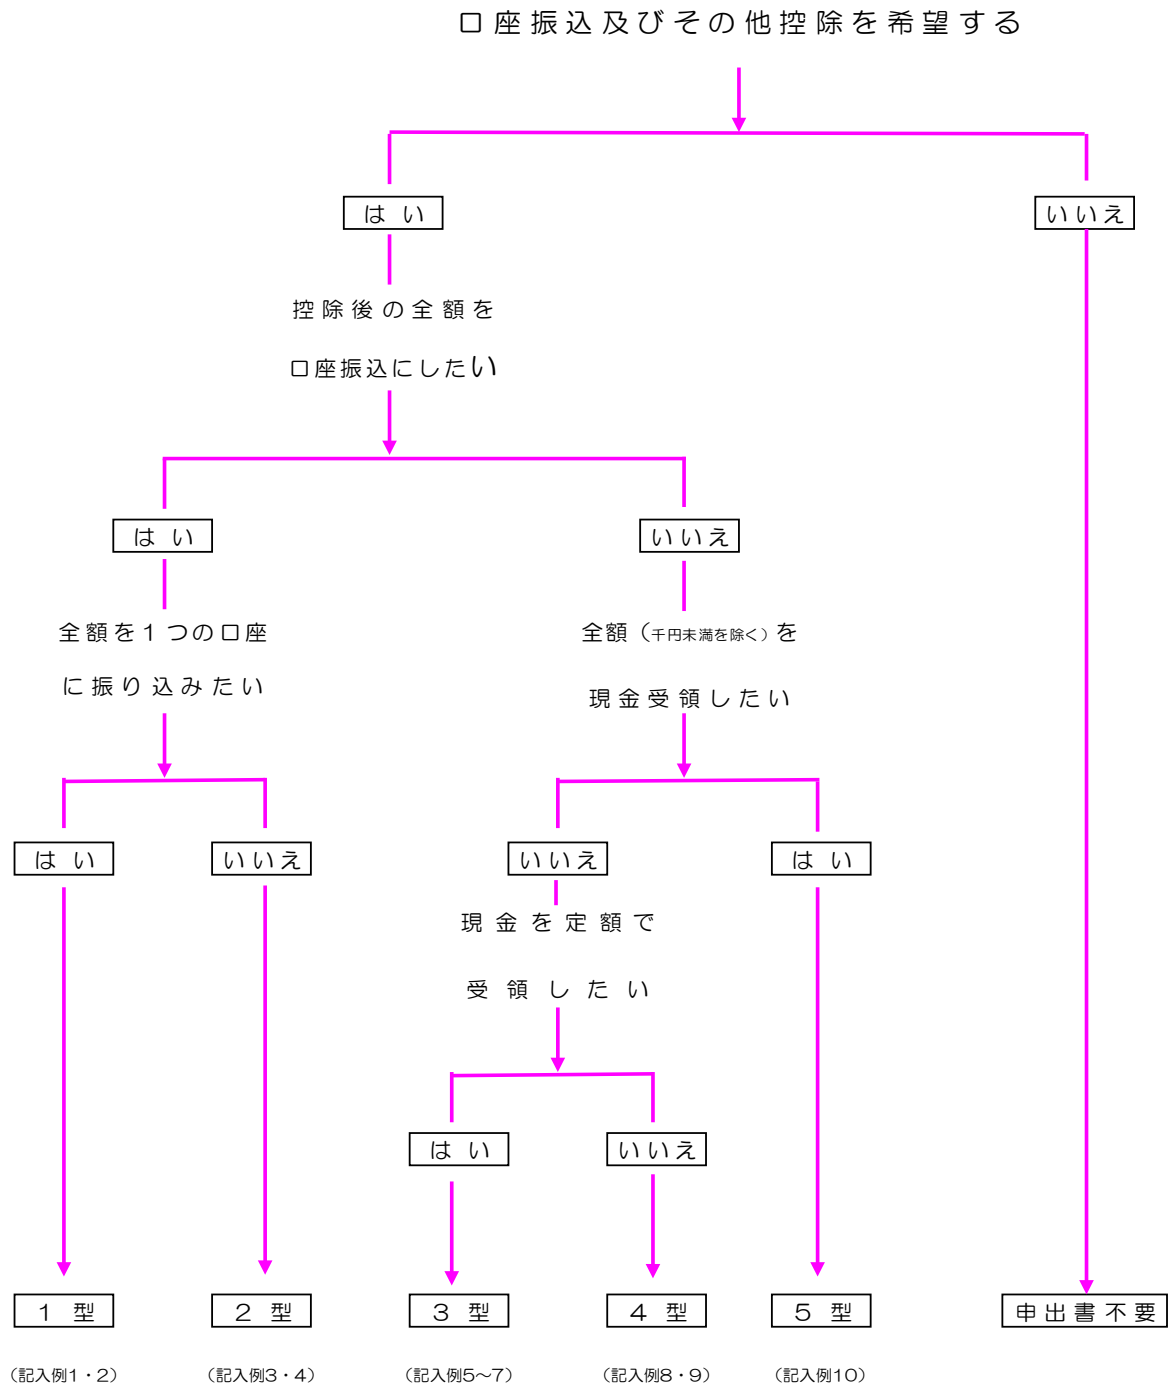 口座振込及びその他控除を希望する
はい
いいえ
控除後の全額を
口座振込にしたい
はい
いいえ
全額を1つの口座
に振り込みたい
全額(千円未満を除く)を
現金受領したい
はい
いいえ
いいえ
はい
現金を定額で
受領したい
はい
いいえ
1型
2型
3型
4型
5型
申出書不要
(記入例1・2)
(記入例3・4)
(記入例5~7)
(記入例8・9)
(記入例10)